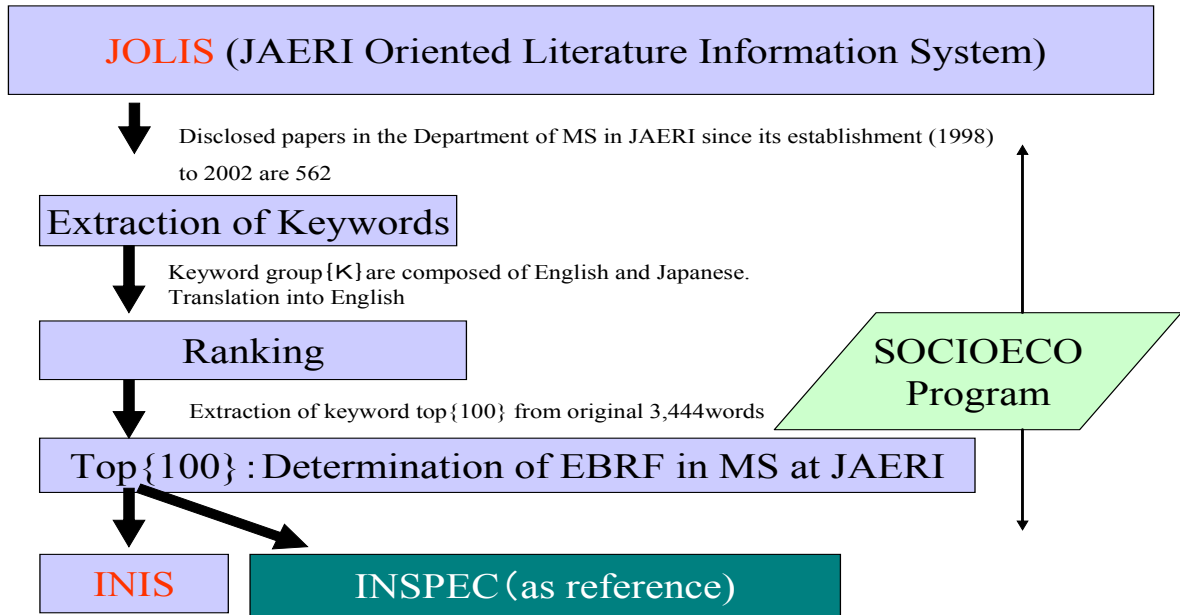 JOLIS (JAERI Oriented Literature Information System)
Disclosed papers in the Department of MS in JAERI since its establishment (1998)
to 2002 are 562
Extraction of Keywords
Keyword group{K}are composed of English and Japanese.
Translation into English
Ranking
SOCIOECO
Program
Extraction of keyword top{100} from original 3,444words
Top{100}：Determination of EBRF in MS at JAERI
INIS
INSPEC（as reference）